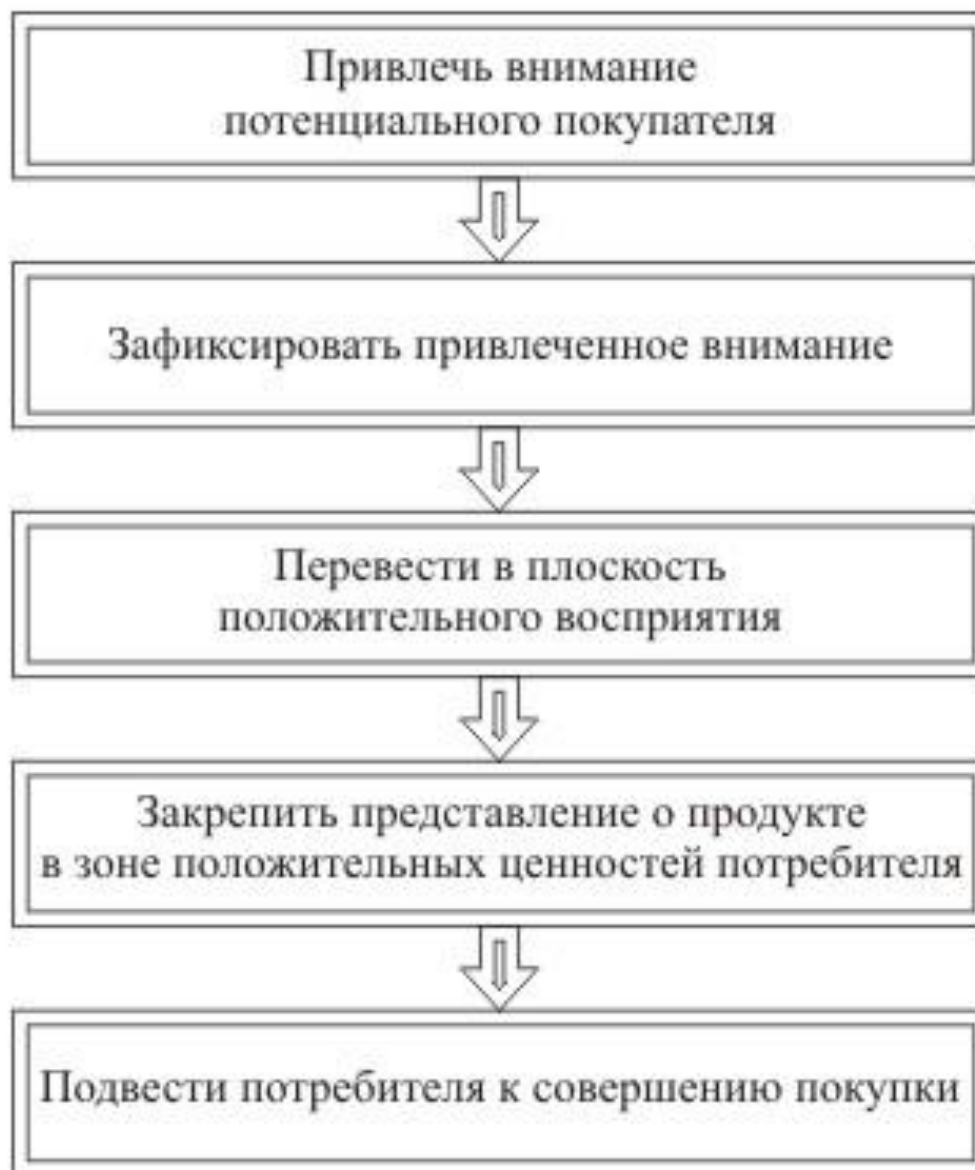 Привлечь внимание
потенциального покупателя
Зафиксировать привлеченное внимание
Перевести в плоскость
положительного восприятия
Закрепить представление о продукте
в зоне положительных ценностей потребителя
Подвести потребителя к совершению покупки